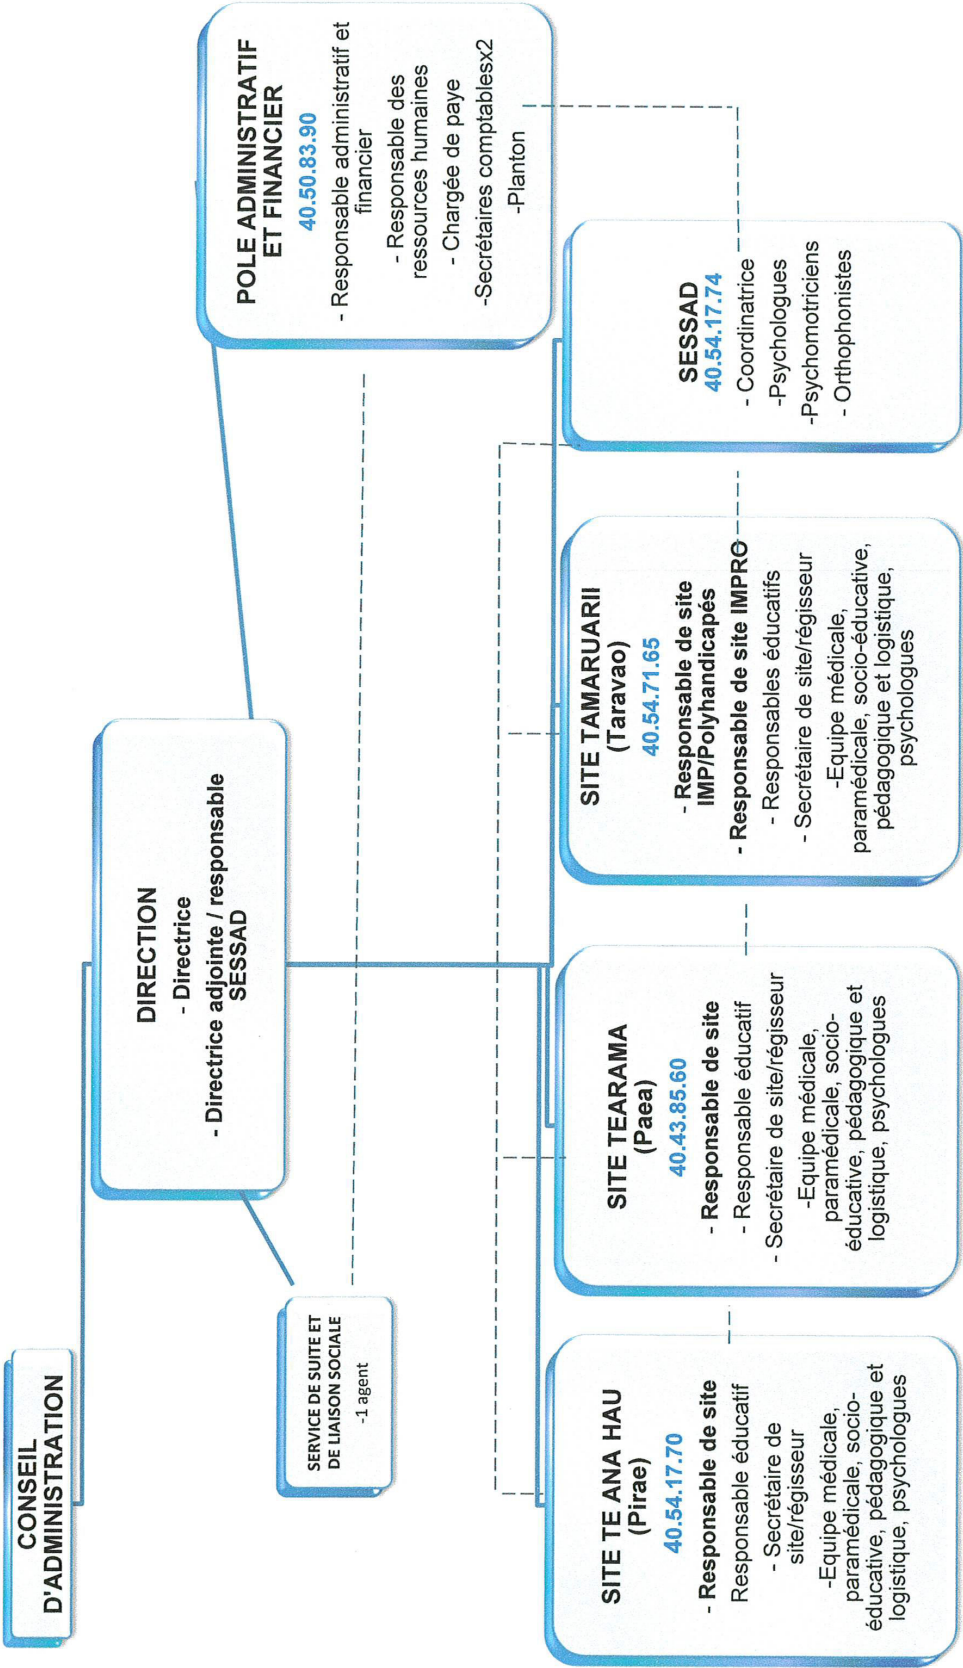 CONSEIL
D'ADMINISTRATION
DIRECTION
- Directrice
- Directrice adjointe / responsable
SESSAD
POLE ADMINISTRATIF
ET FINANCIER
40.50.83.90
- Responsable administratif et
financier
- Responsable des
ressources humaines
- Chargée de paye
-Secrétaires comptablesx2
-Planton
SERVICE DE SUITE ET
DE LIAISON SOCIALE
-1 agent
SITE TE ANA HAU
(Pirae)
40.54.17.70
- Responsable de site
Responsable éducatif
- Secrétaire de
site/régisseur
-Equipe médicale,
paramédicale, socio-
éducative, pédagogique et
logistique, psychologues
SITE TEARAMA
(Paea)
40.43.85.60
- Responsable de site
- Responsable éducatif
- Secrétaire de site/régisseur
-Equipe médicale,
paramédicale, socio-
éducative, pédagogique et
logistique, psychologues
SITE TAMARUARII
(Taravao)
40.54.71.65
- Responsable de site
IMP/Polyhandicapés
- Responsable de site IMPRO
- Responsables éducatifs
- Secrétaire de site/régisseur
-Equipe médicale,
paramédicale, socio-éducative,
pédagogique et logistique,
psychologues
SESSAD
40.54.17.74
- Coordinatrice
-Psychologues
-Psychomotriciens
- Orthophonistes